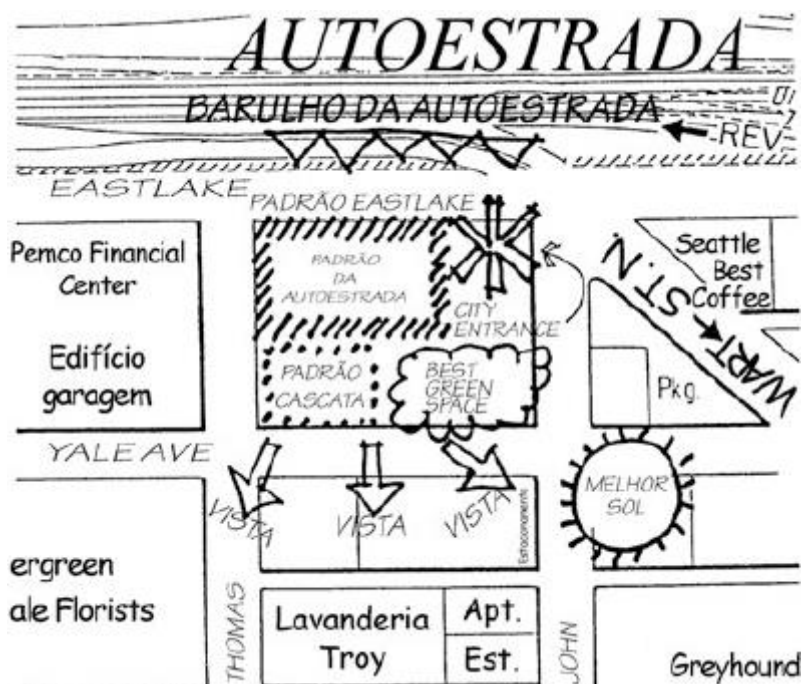 AUTOESTRADA
BARULHO DA AUTOESTRADA
REV
EASTLAKE
PADRÃO EASTLAKE
Pemco Financial
Center
Edifício
garagem
PADRÃO
DA
AUTOESTRADA
CITY
ENTRANCE
PADRÃO
CASCATA
BEST
GREEN
SPACE
Seattle
Best
Coffee
WART ST. N
Pkg.
YALE AVE
VISTA
VISTA
VISTA
Estacionamento
MELHOR
SOL
ergreen
ale Florists
THOMAS
Lavanderia
Troy
Apt.
Est.
JOHN
Greyhound